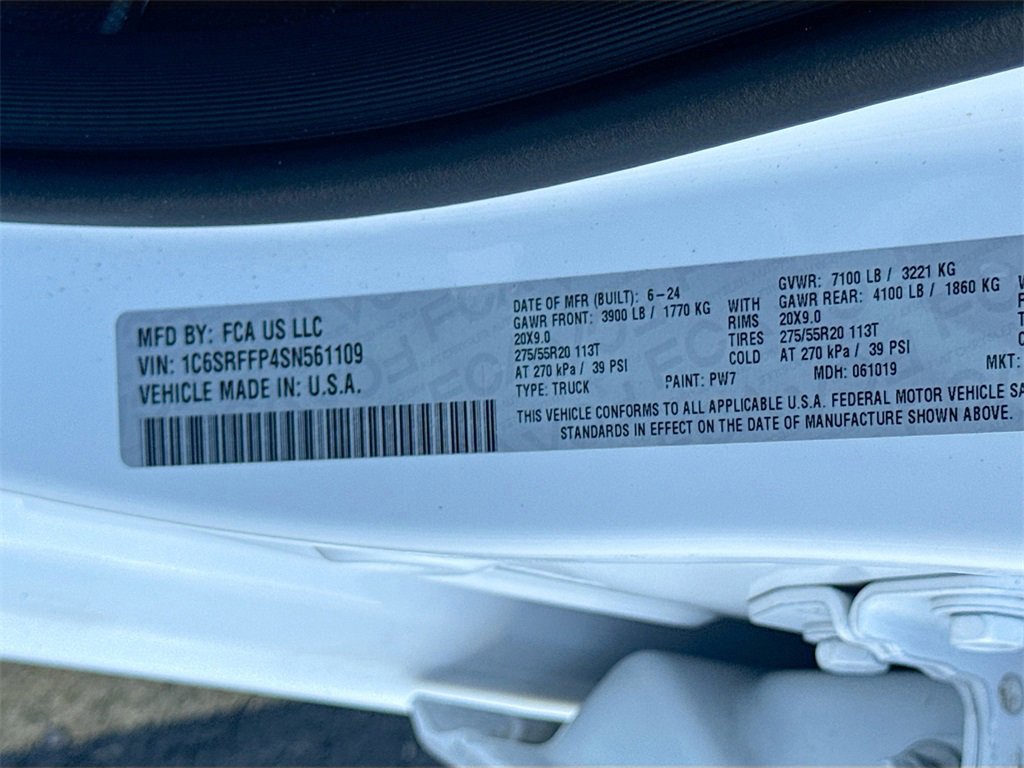 MFD BY: FCA US LLC
VIN: 1C6SRFFP4SN561109
VEHICLE MADE IN: U.S.A.
DATE OF MFR (BUILT): 6-24
GAWR FRONT: 3900 LB / 1770 KG
20X9.0
275/55R20 113T
AT 270 kPa / 39 PSI
TYPE: TRUCK
WITH
RIMS
TIRES
COLD
PAINT: PW7
GVWR: 7100 LB / 3221 KG
GAWR REAR: 4100 LB / 1860 KG
20X9.0
275/55R20 113T
AT 270 kPa / 39 PSI
MDH: 061019
MKT:
THIS VEHICLE CONFORMS TO ALL APPLICABLE U.S.A. FEDERAL MOTOR VEHICLE SA
STANDARDS IN EFFECT ON THE DATE OF MANUFACTURE SHOWN ABOVE.